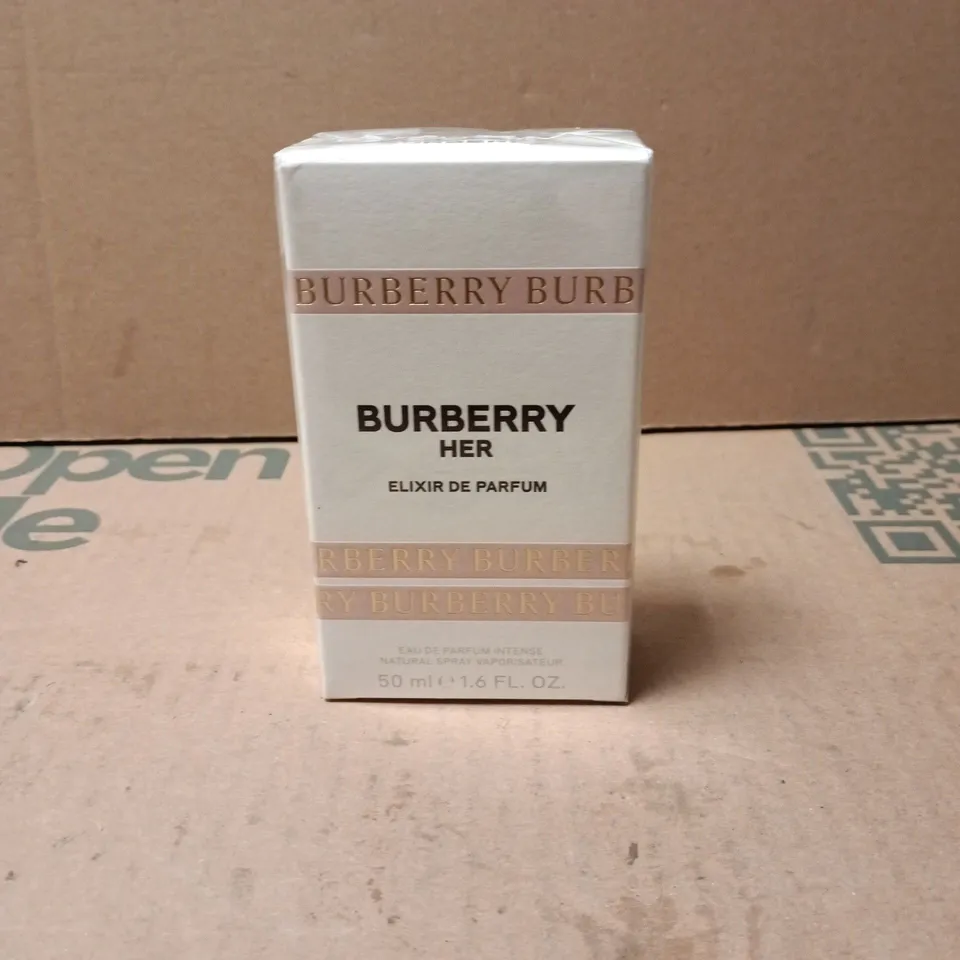 BURBERRY BURB
BURBERRY
HER
ELIXIR DE PARFUM
RBERRY BURBER
RY BURBERRY BU
EAU DE PARFUM INTENSE
NATURAL SPRAY VAPORISATEUR
50 ml ℮ 1.6 FL. OZ.
Open